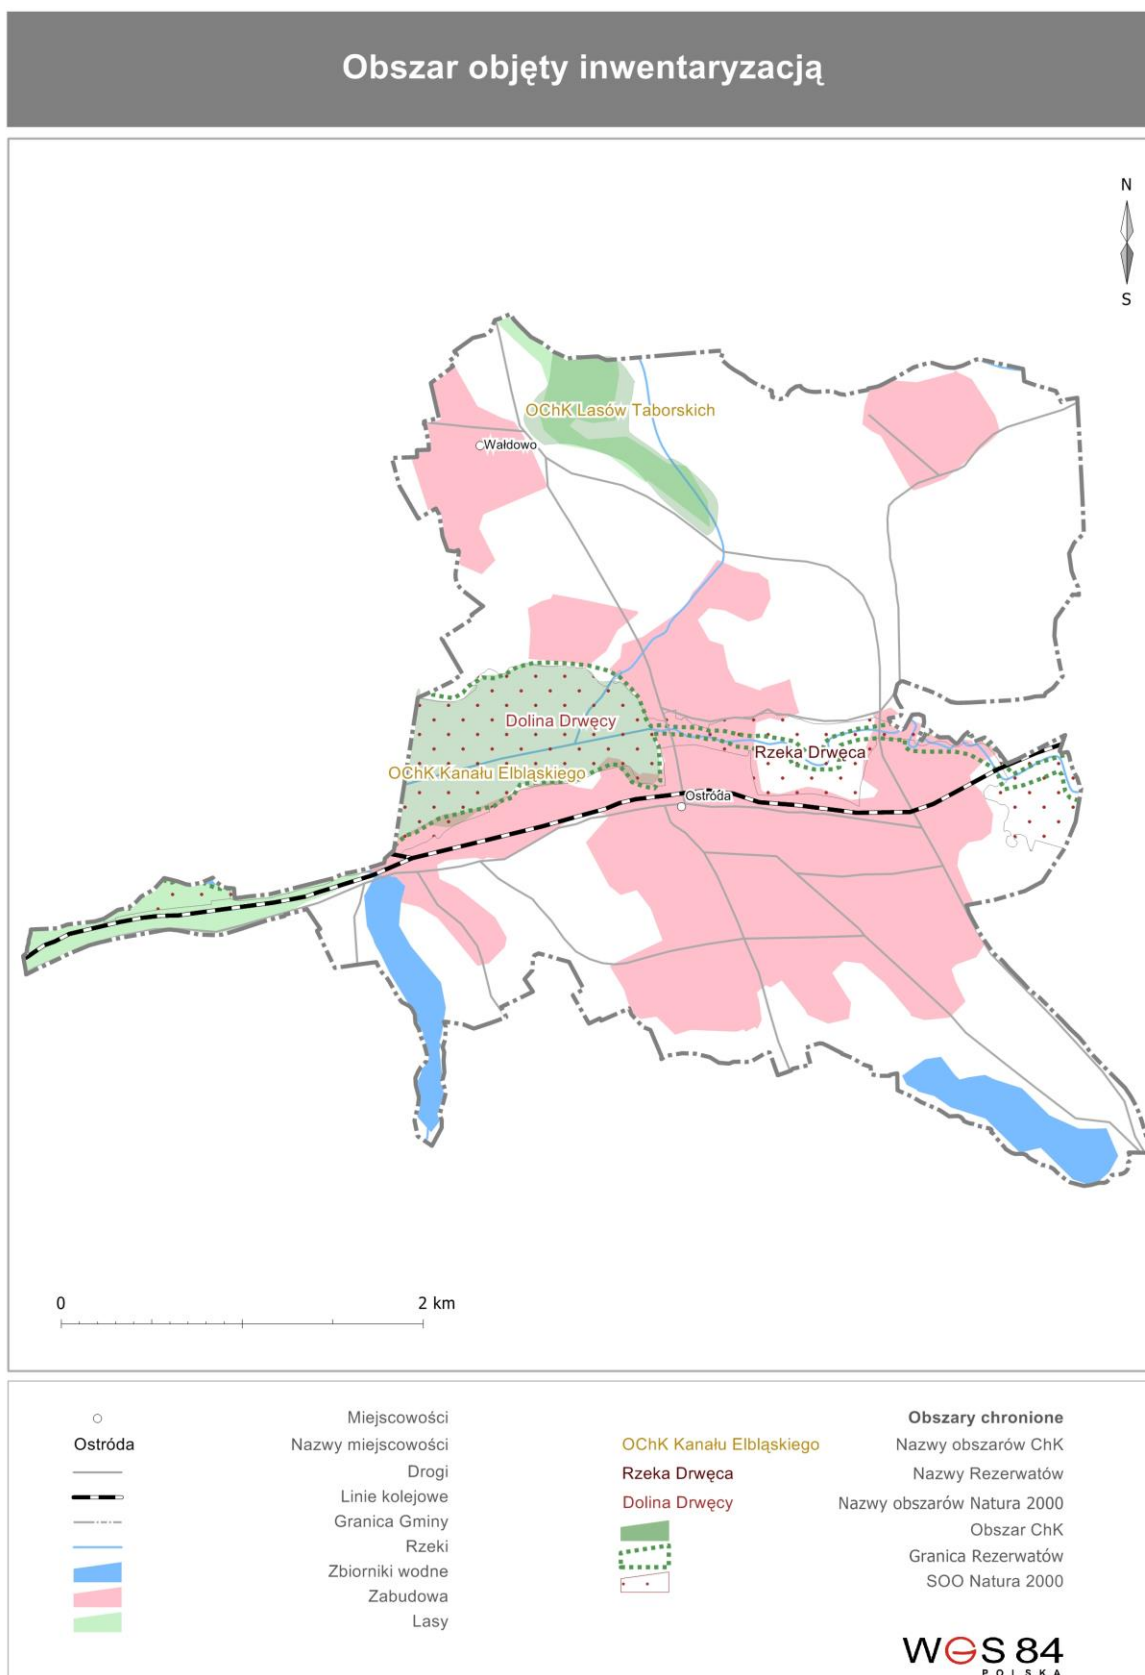 Obszar objęty inwentaryzacją
N
S
OChK Lasów Taborskich
Wałdowo
Dolina Drwęcy
Rzeka Drwęca
OChK Kanału Elbląskiego
Ostróda
0 2 km
Miejscowości
Ostróda Nazwy miejscowości
Drogi
Linie kolejowe
Granica Gminy
Rzeki
Zbiorniki wodne
Zabudowa
Lasy
Obszary chronione
OChK Kanału Elbląskiego Nazwy obszarów ChK
Rzeka Drwęca Nazwy Rezerwatów
Dolina Drwęcy Nazwy obszarów Natura 2000
Obszar ChK
Granica Rezerwatów
SOO Natura 2000
WGS 84
POLSKA